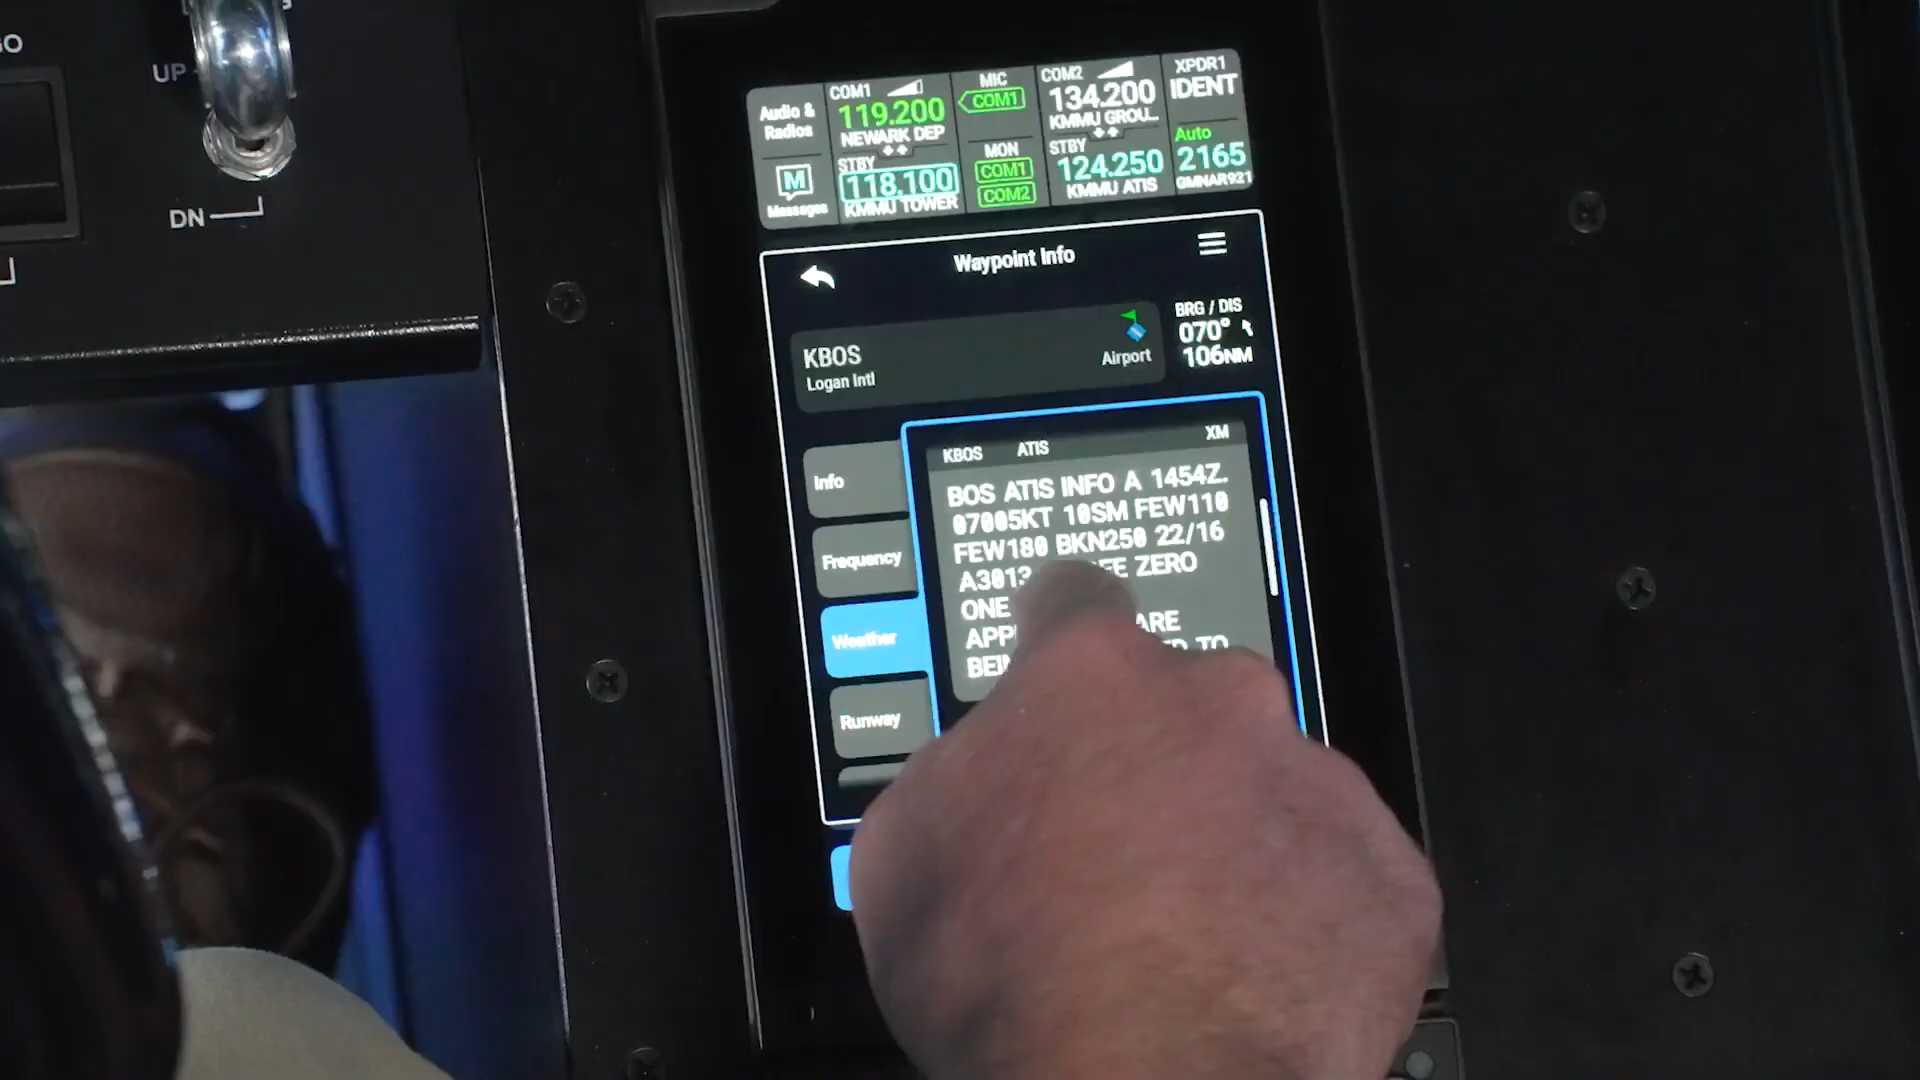 UP
DN
Audio & Radios
COM1
119.200
NEWARK DEP
STBY
118.100
KMMU TOWER
MIC
COM1
MON
COM1
COM2
COM2
134.200
KMMU GROU...
STBY
124.250
KMMU ATIS
XPDR1
IDENT
Auto
2165
GMNAR921
M
Messages
Waypoint Info
KBOS
Logan Intl
Airport
BRG / DIS
070°
106NM
Info
Frequency
Weather
Runway
KBOS ATIS XM
BOS ATIS INFO A 1454Z.
07005KT 10SM FEW110
FEW180 BKN250 22/16
A3013 ZERO
ONE
ARE
TO